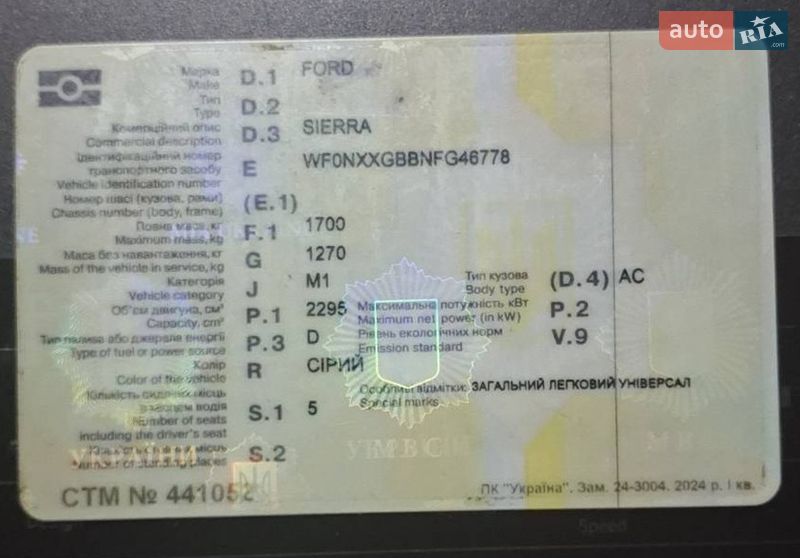 auto RIA .com
Марка
Make D.1 FORD
Тип
Type D.2
Комерційний опис
Commercial description D.3 SIERRA
Ідентифікаційний номер
транспортного засобу E WF0NXXGBBNFG46778
Vehicle identification number
Номер шасі (кузова, рами)
Chassis number (body, frame) (E.1)
Повна маса, кг
Maximum mass, kg F.1 1700
Маса без навантаження, кг
Mass of the vehicle in service, kg G 1270
Категорія
Vehicle category J M1
Тип кузова
Body type (D.4) AC
Об'єм двигуна, см³
Capacity, cm³ P.1 2295
Максимальна потужність кВт
Maximum net power (in kW) P.2
Тип палива або джерела енергії
Type of fuel or power source P.3 D
Рівень екологічних норм
Emission standard V.9
Колір
Color of the vehicle R СІРИЙ
Особливі відмітки: ЗАГАЛЬНИЙ ЛЕГКОВИЙ УНІВЕРСАЛ
Special marks
Кількість сидячих місць
з місцем водія
Number of seats S.1 5
including the driver's seat
Number of standing places S.2
СТМ № 441052
ПК "Україна". Зам. 24-3004. 2024 р. I кв.
Speed